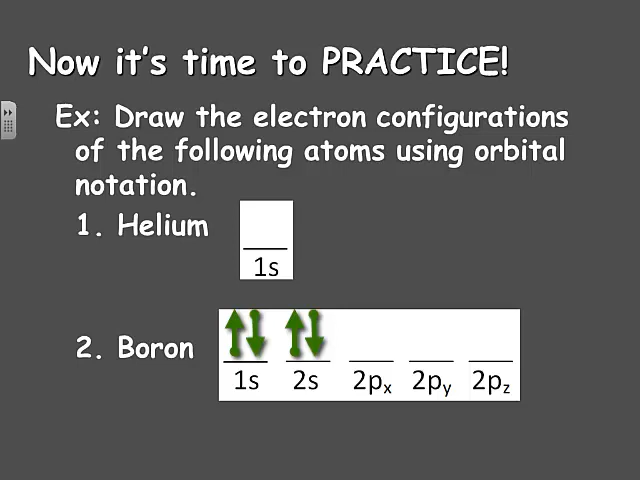 Now it's time to PRACTICE!
Ex: Draw the electron configurations
of the following atoms using orbital
notation.
1. Helium
1s
2. Boron
1s 2s 2px 2py 2pz